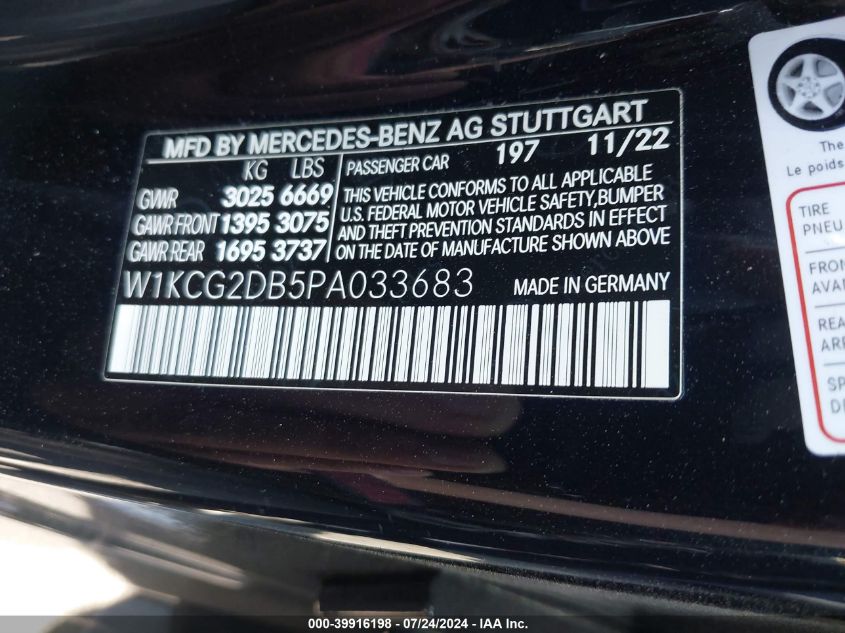 MFD BY MERCEDES-BENZ AG STUTTGART
KG LBS
GVWR 3025 6669
GAWR FRONT 1395 3075
GAWR REAR 1695 3737
PASSENGER CAR 197 11/22
THIS VEHICLE CONFORMS TO ALL APPLICABLE
U.S. FEDERAL MOTOR VEHICLE SAFETY, BUMPER
AND THEFT PREVENTION STANDARDS IN EFFECT
ON THE DATE OF MANUFACTURE SHOWN ABOVE
W1KCG2DB5PA033683 MADE IN GERMANY
The
Le poids
TIRE
PNEU
FRON
AVA
REA
ARR
SP
DE
000-39916198 - 07/24/2024 - IAA Inc.